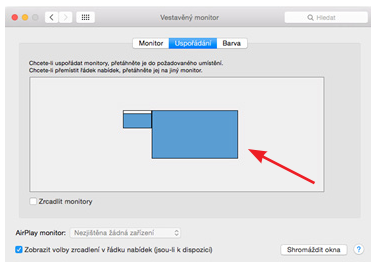 Vestavěný monitor
Hledat
Monitor Uspořádání Barva
Chcete-li uspořádat monitory, přetáhněte je do požadovaného umístění.
Chcete-li přemístit řádek nabídek, přetáhněte jej na jiný monitor.
Zrcadlit monitory
AirPlay monitor: Nezjištěna žádná zařízení
Zobrazit volby zrcadlení v řádku nabídek (jsou-li k dispozici) Shromáždit okna ?